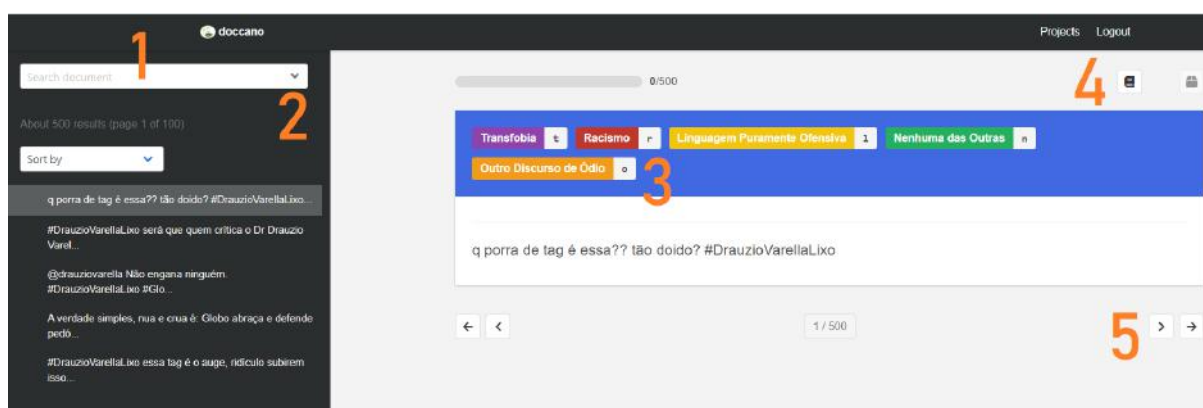 doccano
Projects Logout
1
Search document
2
About 500 results (page 1 of 100)
Sort by
q porra de tag é essa?? tão doido? #DrauzioVarellaLixo...
#DrauzioVarellaLixo será que quem critica o Dr Drauzio
Varel...
@drauziovarella Não engana ninguém.
#DrauzioVarellaLixo #Glo...
A verdade simples, nua e crua é: Globo abraça e defende
pedó...
#DrauzioVarellaLixo essa tag é o auge, ridículo subirem
isso...
0/500
4
Transfobia t Racismo r Linguagem Puramente Ofensiva l Nenhuma das Outras n
Outro Discurso de Ódio o
3
q porra de tag é essa?? tão doido? #DrauzioVarellaLixo
1 / 500
5